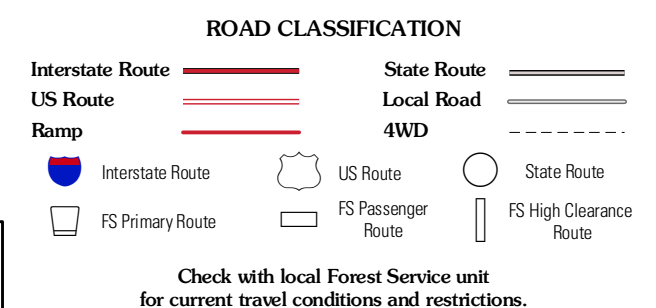 ROAD CLASSIFICATION
Interstate Route
State Route
US Route
Local Road
Ramp
4WD
Interstate Route
US Route
State Route
FS Primary Route
FS Passenger
Route
FS High Clearance
Route
Check with local Forest Service unit
for current travel conditions and restrictions.